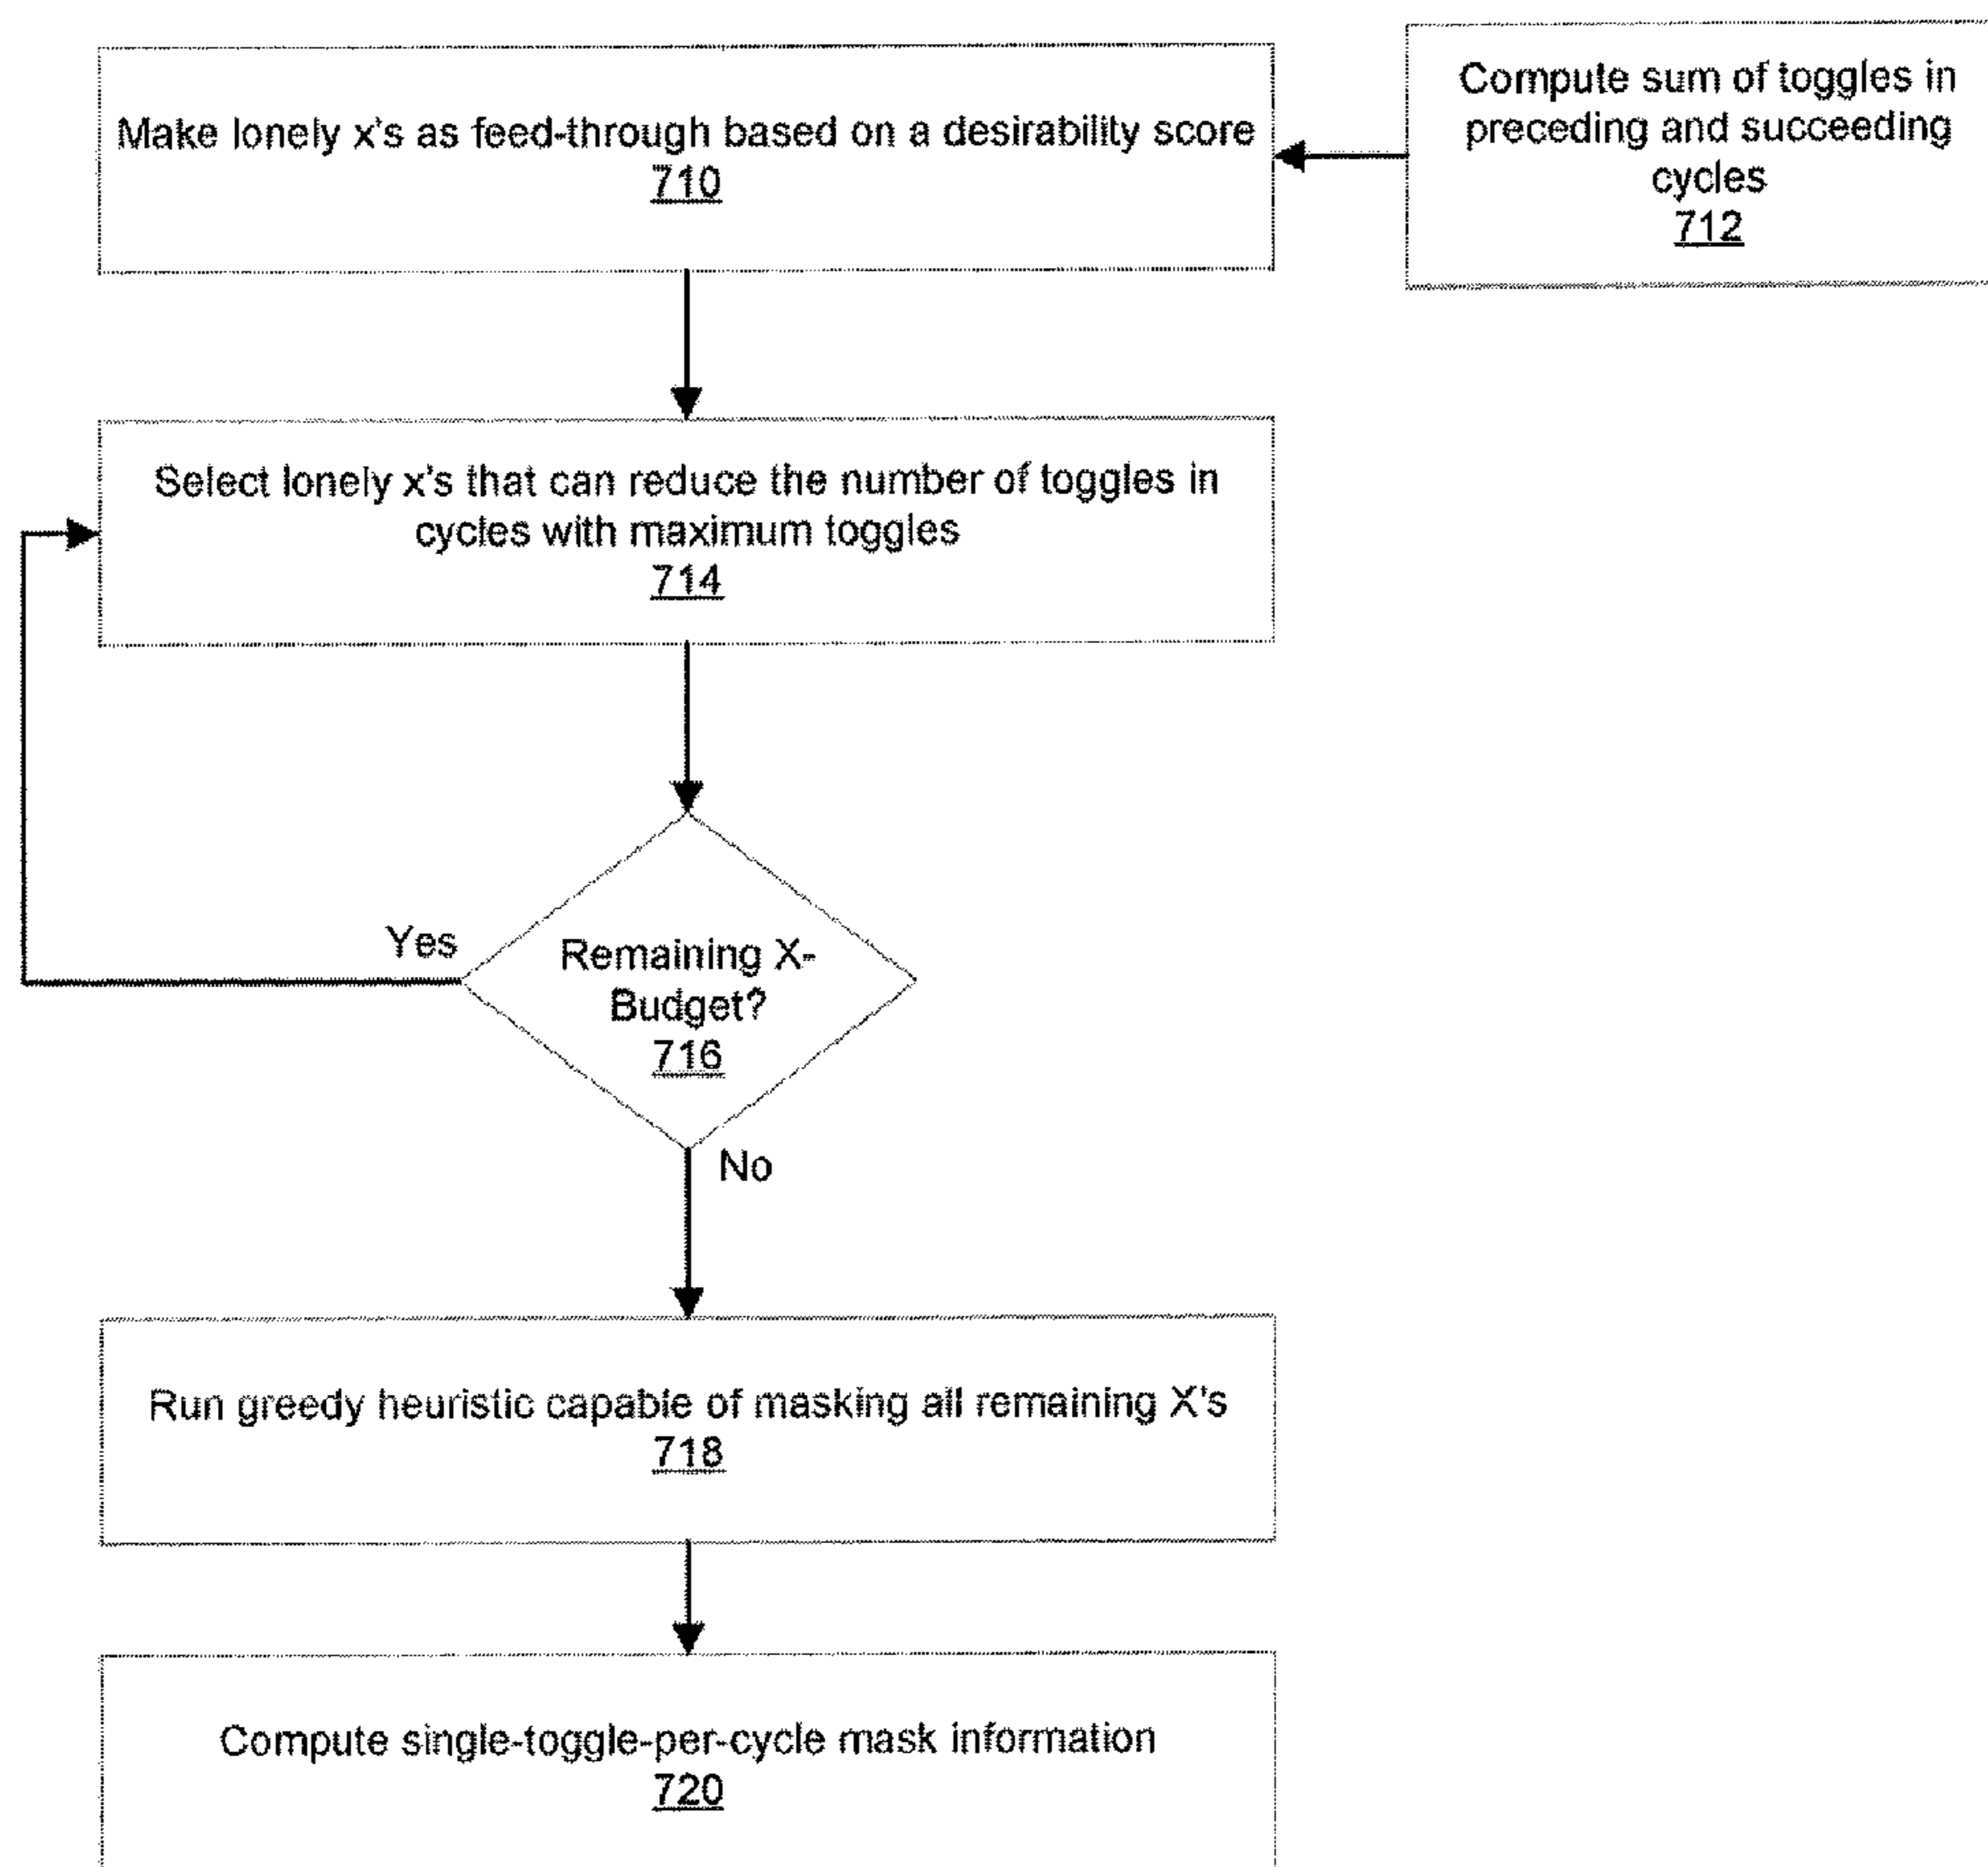 Make lonely x's as feed-through based on a desirability score
710
Compute sum of toggles in
preceding and succeeding
cycles
712
Select lonely x's that can reduce the number of toggles in
cycles with maximum toggles
714
Yes
Remaining X-
Budget?
716
No
Run greedy heuristic capable of masking all remaining X's
718
Compute single-toggle-per-cycle mask information
720